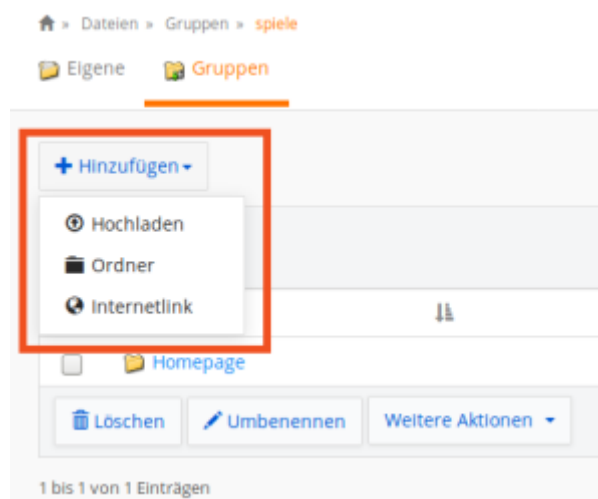 » Dateien » Gruppen » spiele
Eigene Gruppen
+ Hinzufügen
Hochladen
Ordner
Internetlink
Homepage
Löschen Umbenennen Weitere Aktionen
1 bis 1 von 1 Einträgen